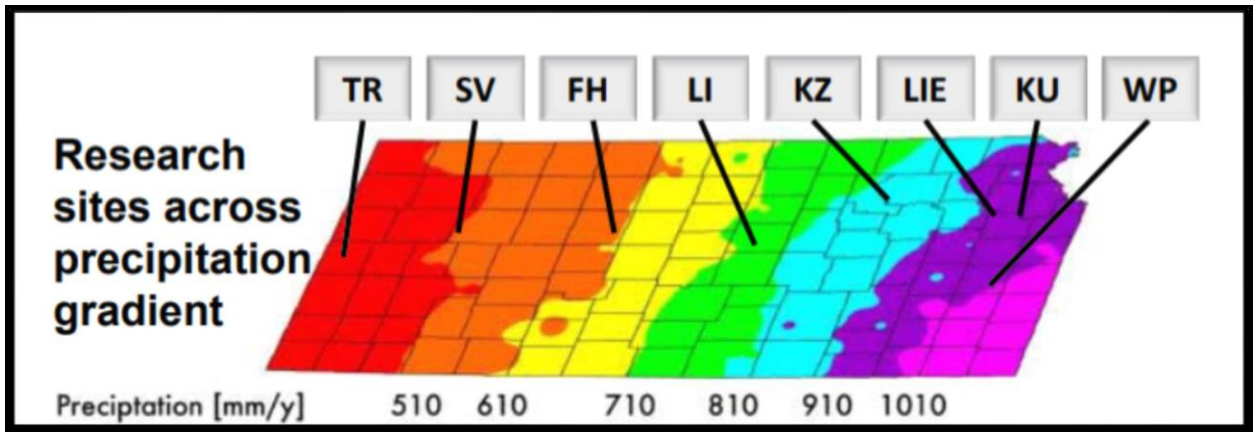 TR SV FH LI KZ LIE KU WP
Research
sites across
precipitation
gradient
Preciptation [mm/y] 510 610 710 810 910 1010